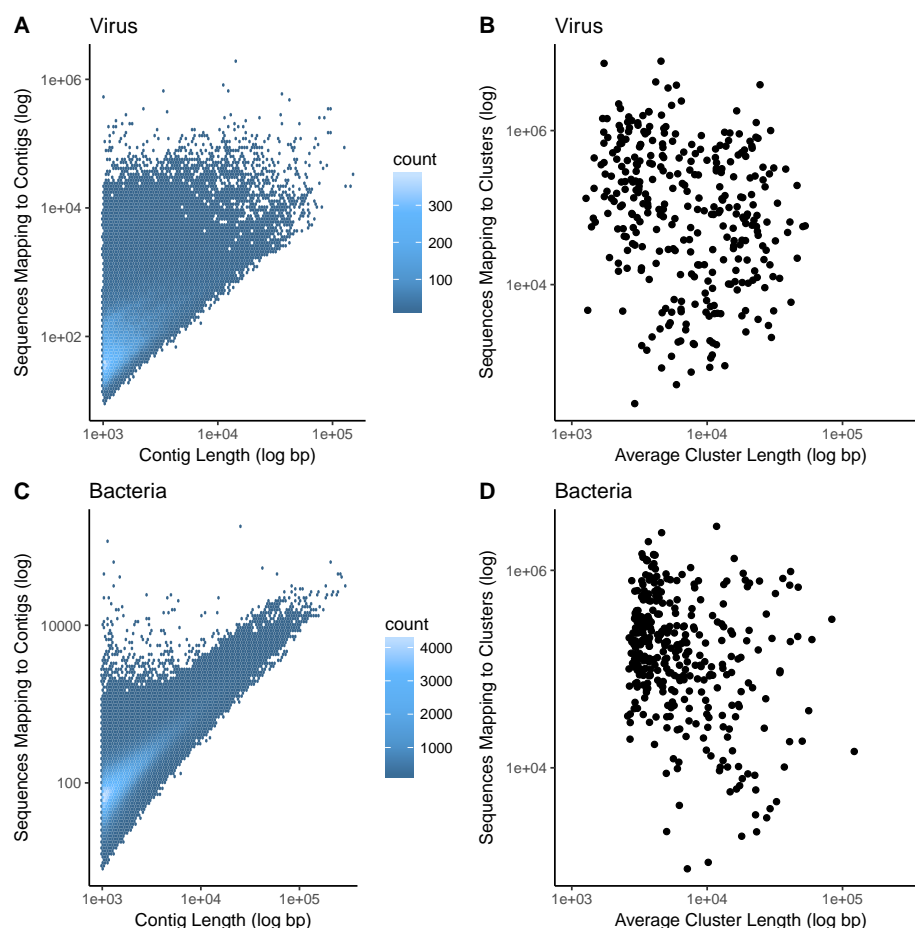 A Virus
Sequences Mapping to Contigs (log)
1e+06
1e+04
1e+02
1e+03 1e+04 1e+05
Contig Length (log bp)
count
300
200
100
B Virus
Sequences Mapping to Clusters (log)
1e+06
1e+04
1e+03 1e+04 1e+05
Average Cluster Length (log bp)
C Bacteria
Sequences Mapping to Contigs (log)
10000
100
1e+03 1e+04 1e+05
Contig Length (log bp)
count
4000
3000
2000
1000
D Bacteria
Sequences Mapping to Clusters (log)
1e+06
1e+04
1e+03 1e+04 1e+05
Average Cluster Length (log bp)